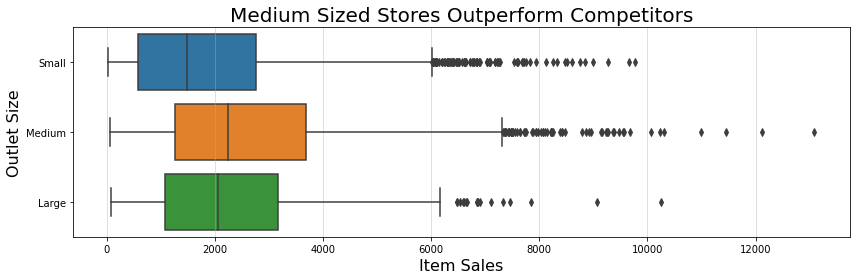 Medium Sized Stores Outperform Competitors
Outlet Size
Small
Medium
Large
0 2000 4000 6000 8000 10000 12000
Item Sales